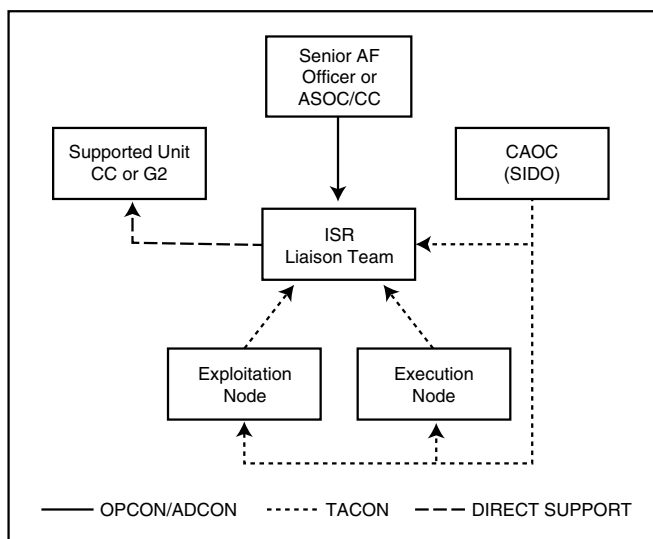 Senior AF
Officer or
ASOC/CC
Supported Unit
CC or G2
CAOC
(SIDO)
ISR
Liaison Team
Exploitation
Node
Execution
Node
OPCON/ADCON
TACON
DIRECT SUPPORT